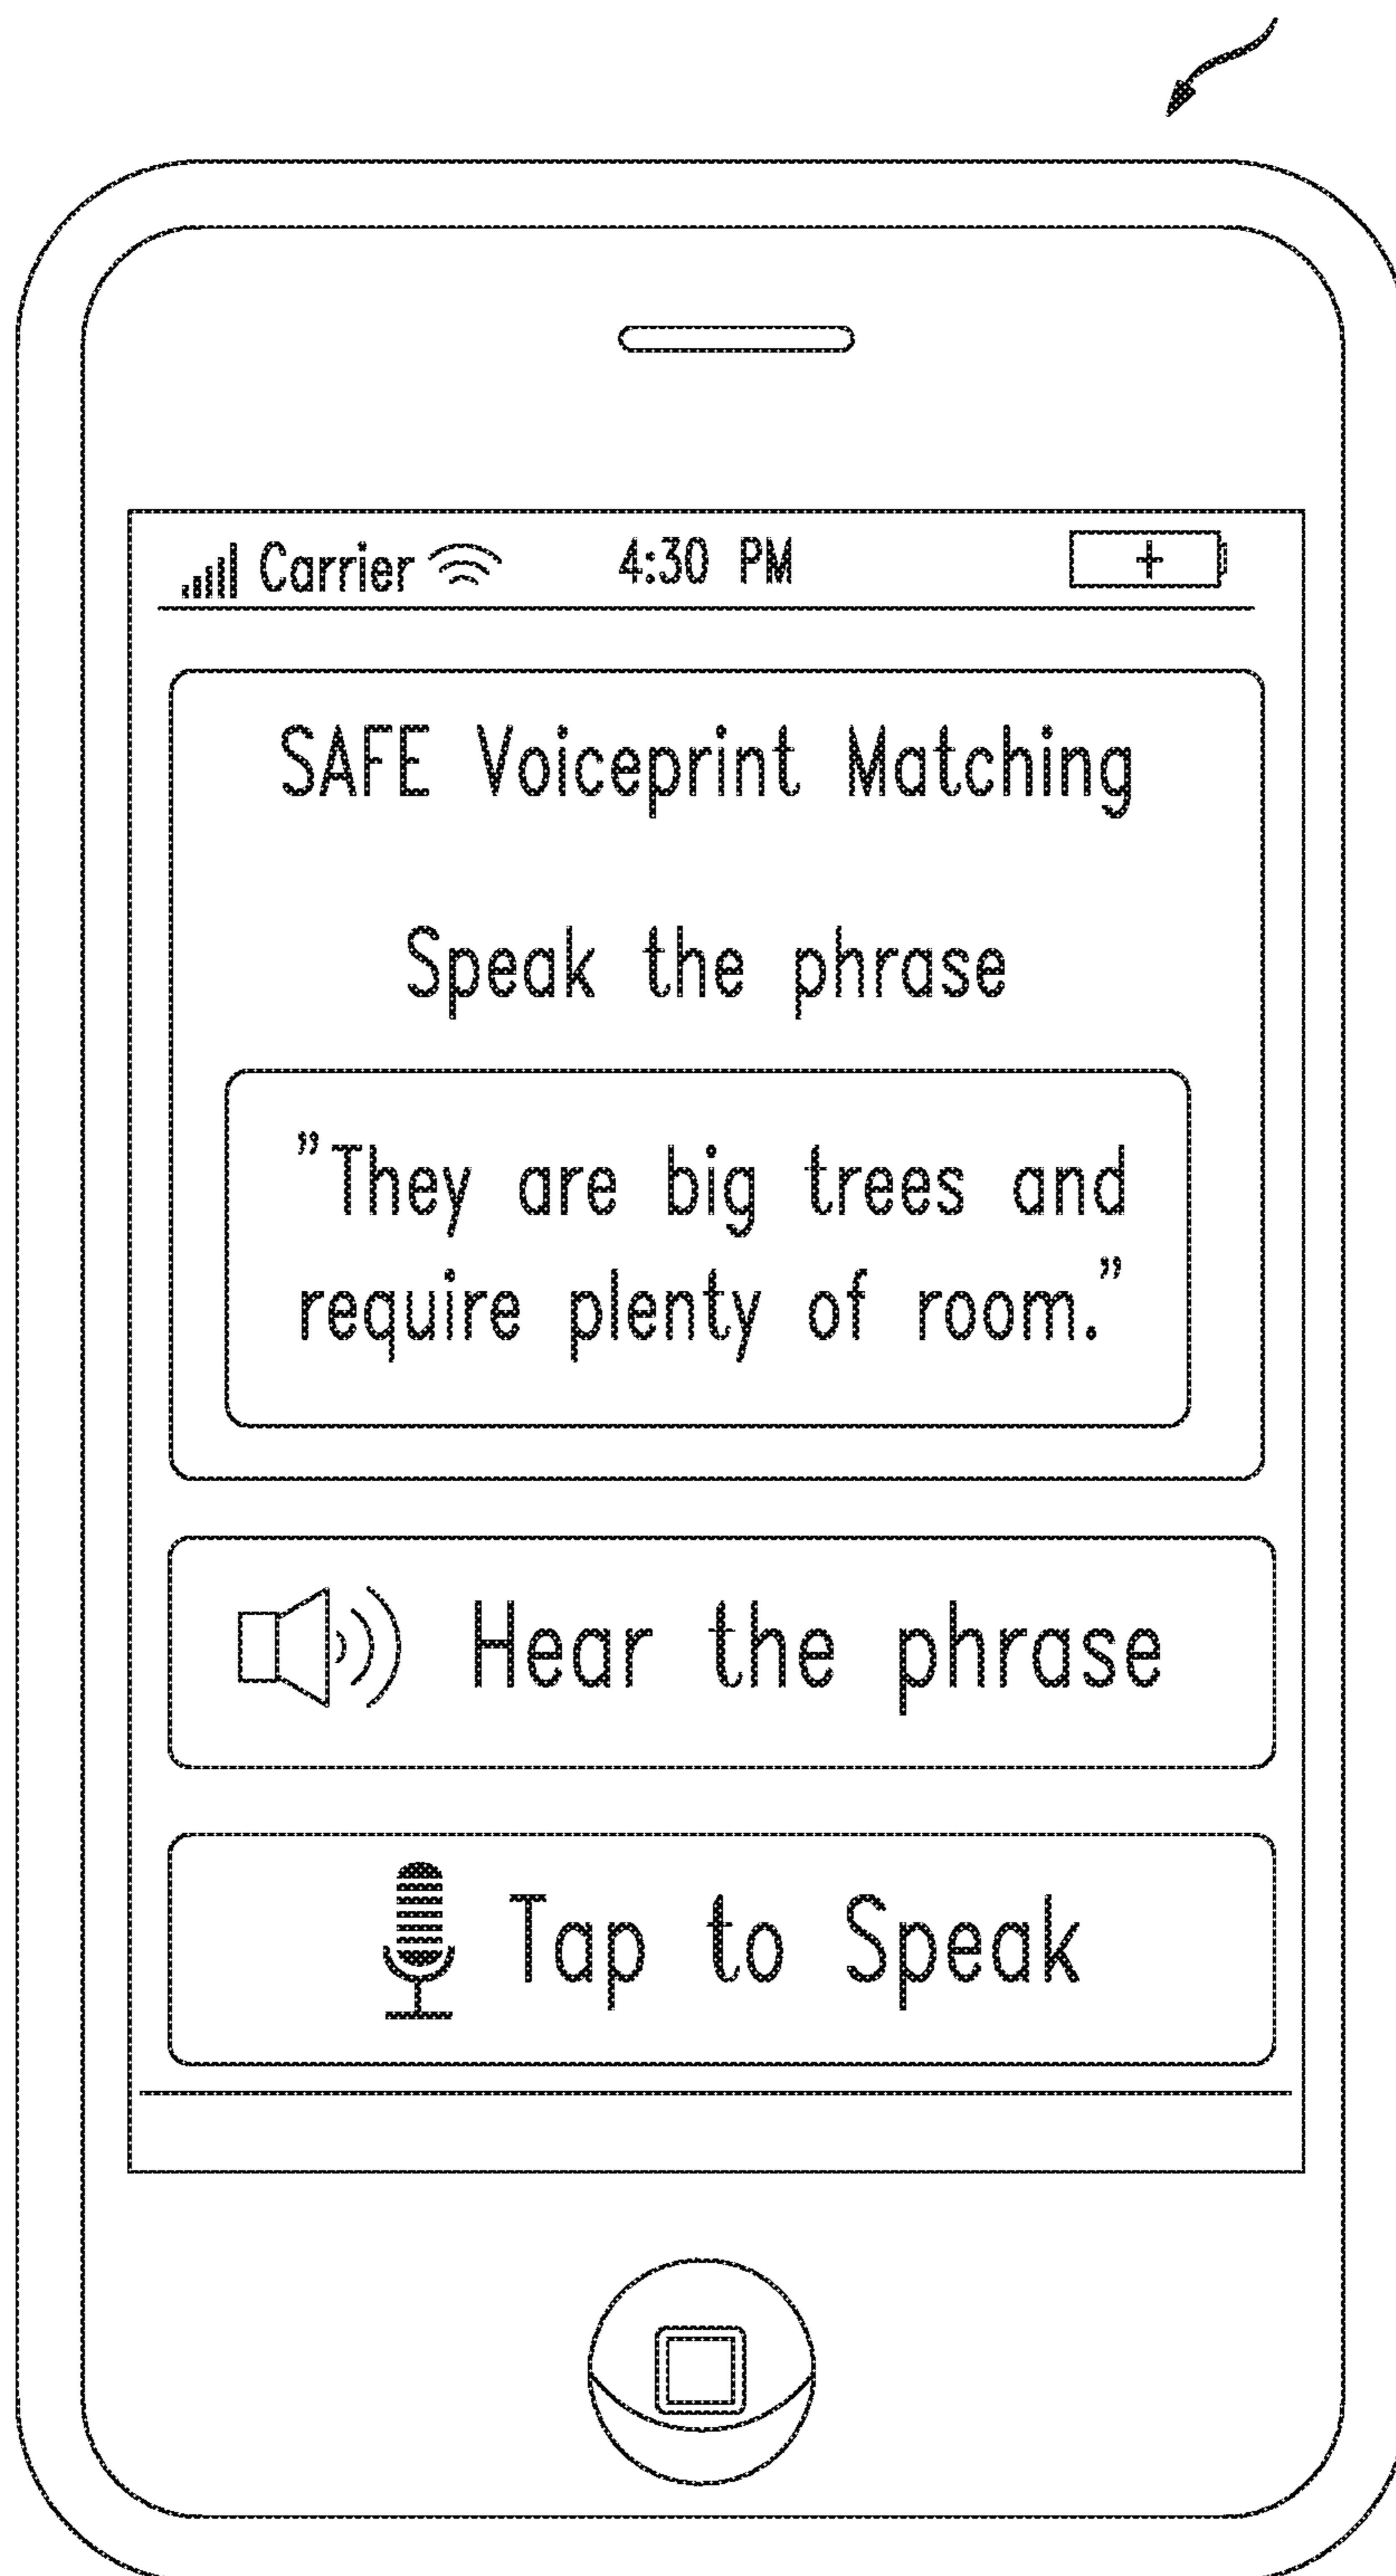 Carrier 4:30 PM
SAFE Voiceprint Matching
Speak the phrase
”They are big trees and
require plenty of room.”
Hear the phrase
Tap to Speak